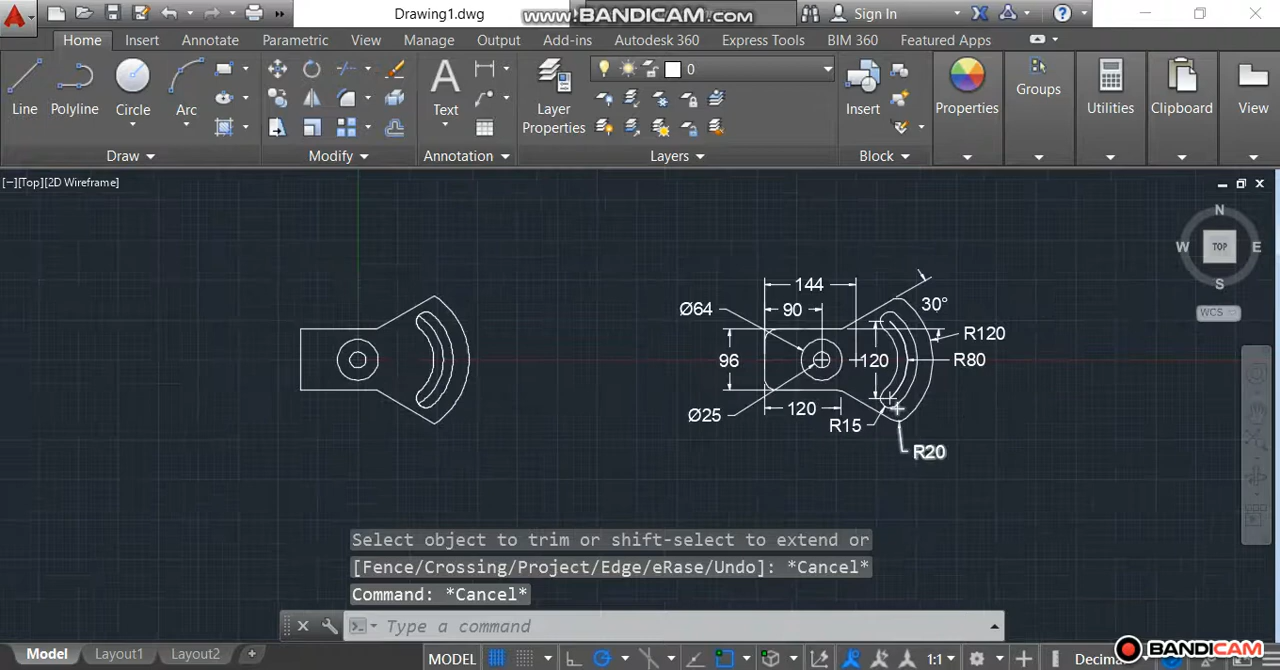 Drawing1.dwg
www.BANDICAM.com
Sign In
Home Insert Annotate Parametric View Manage Output Add-ins Autodesk 360 Express Tools BIM 360 Featured Apps
Line Polyline Circle Arc
Text
Layer Properties
0
Insert
Properties
Groups
Utilities
Clipboard
View
Draw Modify Annotation Layers Block
[−][Top][2D Wireframe]
N
W TOP E
S
WCS
144
Ø64 90 30°
R120
96 120 R80
Ø25 120 R15
R20
Select object to trim or shift-select to extend or
[Fence/Crossing/Project/Edge/eRase/Undo]: *Cancel*
Command: *Cancel*
Type a command
Model Layout1 Layout2
MODEL 1:1 Decima
BANDICAM